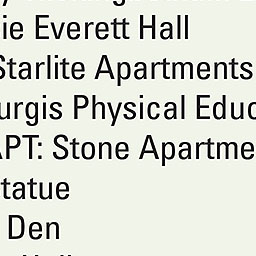 ie Everett Hall
Starlite Apartments
urgis Physical Educ
APT: Stone Apartme
tatue
Den